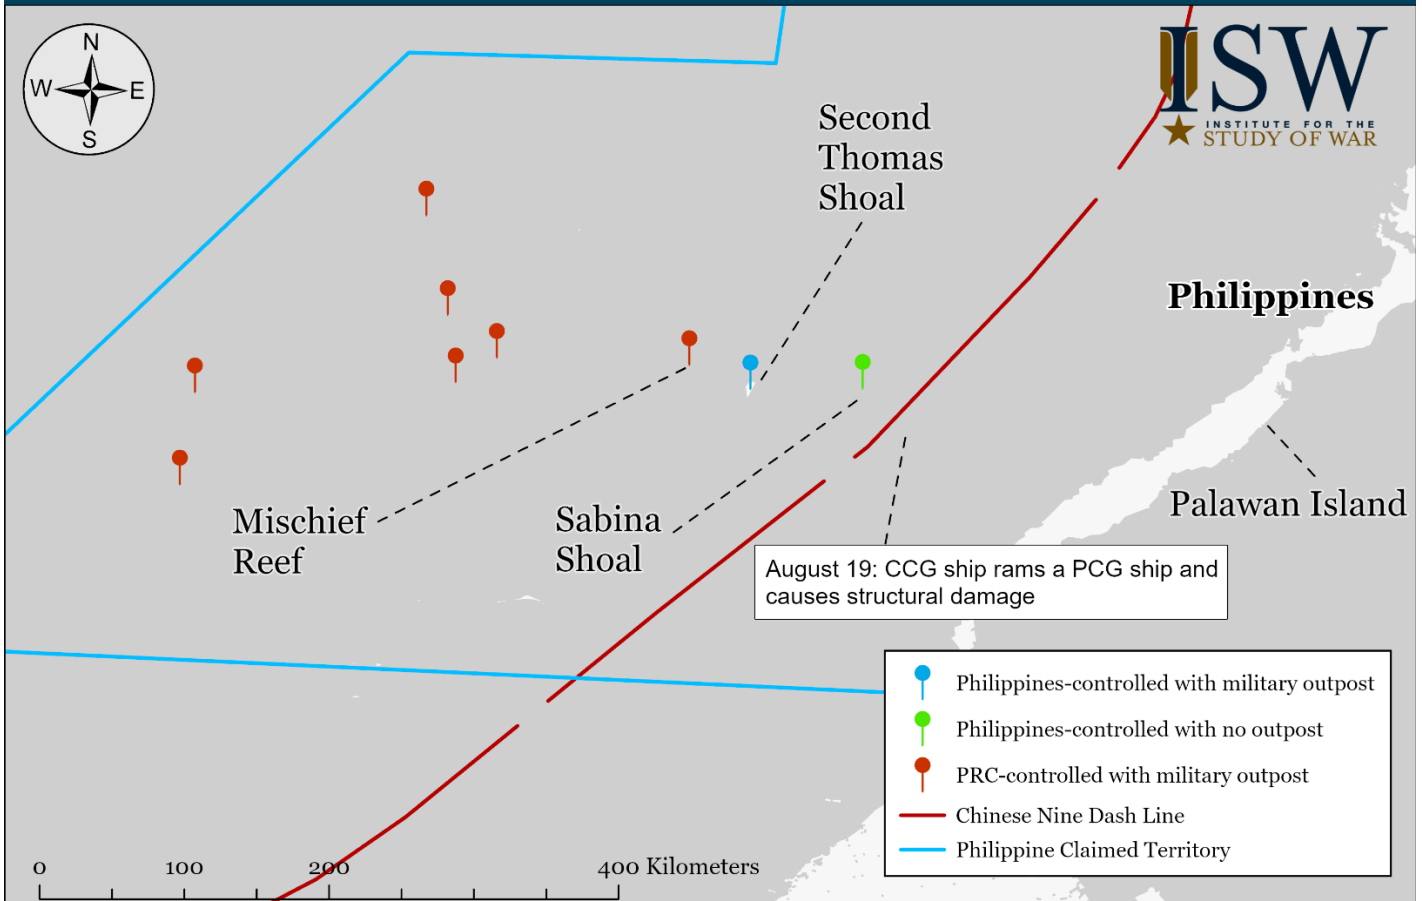 N
W
E
S
ISW
INSTITUTE FOR THE
STUDY OF WAR
Second
Thomas
Shoal
Philippines
Palawan Island
Mischief
Reef
Sabina
Shoal
August 19: CCG ship rams a PCG ship and
causes structural damage
Philippines-controlled with military outpost
Philippines-controlled with no outpost
PRC-controlled with military outpost
Chinese Nine Dash Line
Philippine Claimed Territory
0 100 200 400 Kilometers